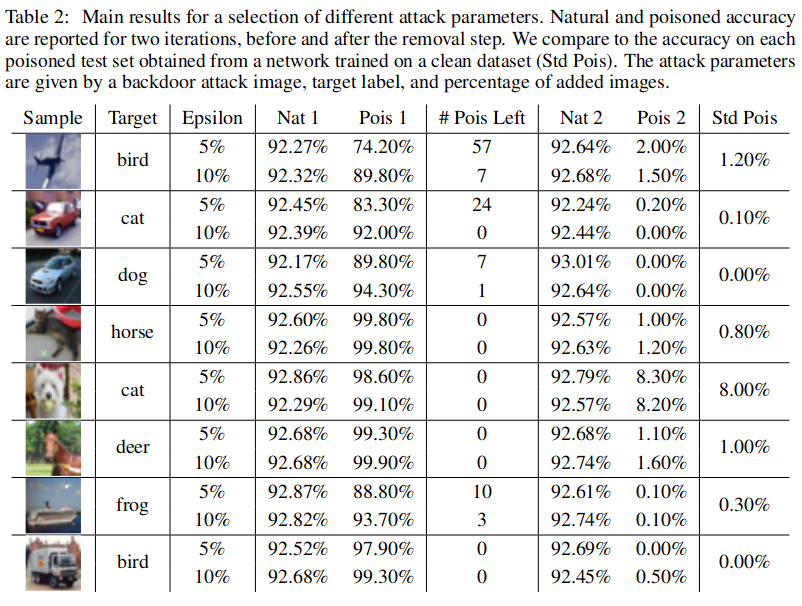 Table 2: Main results for a selection of different attack parameters. Natural and poisoned accuracy
are reported for two iterations, before and after the removal step. We compare to the accuracy on each
poisoned test set obtained from a network trained on a clean dataset (Std Pois). The attack parameters
are given by a backdoor attack image, target label, and percentage of added images.
Sample Target Epsilon Nat 1 Pois 1 # Pois Left Nat 2 Pois 2 Std Pois
bird 5% 92.27% 74.20% 57 92.64% 2.00% 1.20%
10% 92.32% 89.80% 7 92.68% 1.50%
cat 5% 92.45% 83.30% 24 92.24% 0.20% 0.10%
10% 92.39% 92.00% 0 92.44% 0.00%
dog 5% 92.17% 89.80% 7 93.01% 0.00% 0.00%
10% 92.55% 94.30% 1 92.64% 0.00%
horse 5% 92.60% 99.80% 0 92.57% 1.00% 0.80%
10% 92.26% 99.80% 0 92.63% 1.20%
cat 5% 92.86% 98.60% 0 92.79% 8.30% 8.00%
10% 92.29% 99.10% 0 92.57% 8.20%
deer 5% 92.68% 99.30% 0 92.68% 1.10% 1.00%
10% 92.68% 99.90% 0 92.74% 1.60%
frog 5% 92.87% 88.80% 10 92.61% 0.10% 0.30%
10% 92.82% 93.70% 3 92.74% 0.10%
bird 5% 92.52% 97.90% 0 92.69% 0.00% 0.00%
10% 92.68% 99.30% 0 92.45% 0.50%